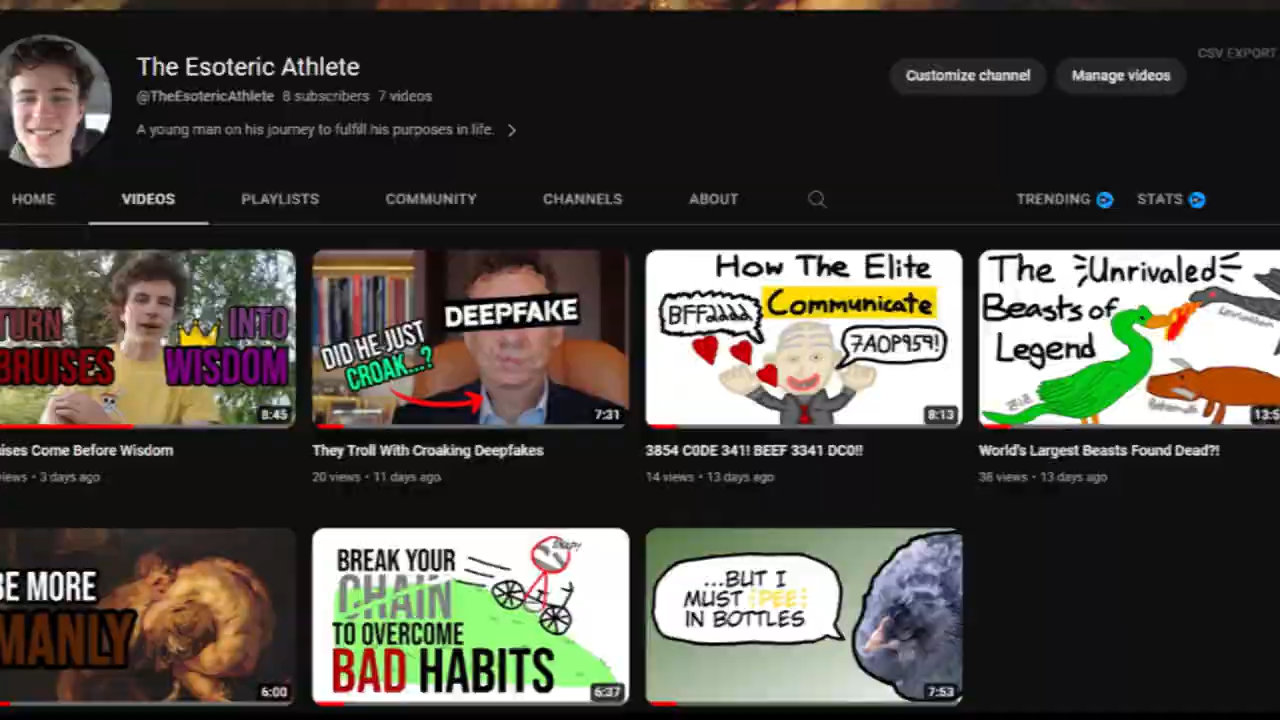 CSV EXPORT
The Esoteric Athlete
Customize channel
Manage videos
@TheEsotericAthlete 8 subscribers 7 videos
A young man on his journey to fulfill his purposes in life.
HOME
VIDEOS
PLAYLISTS
COMMUNITY
CHANNELS
ABOUT
TRENDING
STATS
TURN
BRUISES
INTO
WISDOM
8:45
DID HE JUST
CROAK...?
DEEPFAKE
7:31
How The Elite
Communicate
7AOP959!
8:13
The Unrivaled
Beasts of
Legend
Leviathan
Ziz
Behemoth
13:5
ises Come Before Wisdom
iews • 3 days ago
They Troll With Croaking Deepfakes
20 views • 11 days ago
3854 C0DE 341! BEEF 3341 DC0!!
14 views • 13 days ago
World's Largest Beasts Found Dead?!
36 views • 13 days ago
BE MORE
MANLY
6:00
BREAK YOUR
CHAIN
TO OVERCOME
BAD HABITS
6:37
...BUT I
MUST PEE
IN BOTTLES
7:53